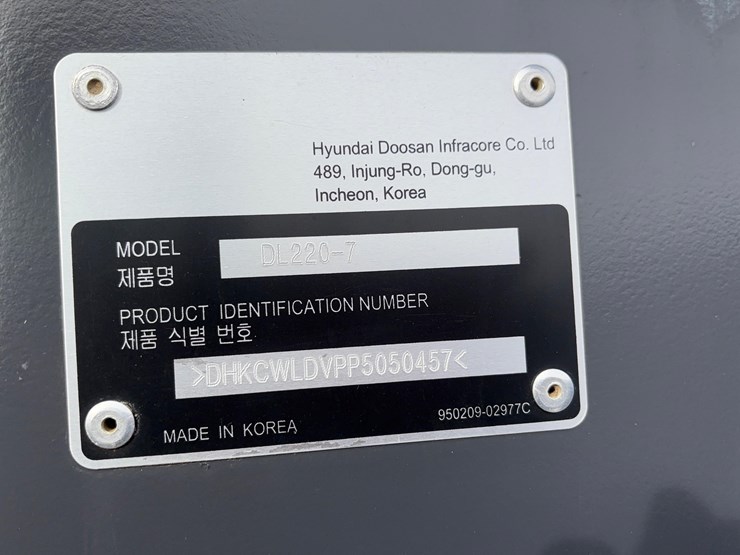 Hyundai Doosan Infracore Co. Ltd
489, Injung-Ro, Dong-gu,
Incheon, Korea
MODEL DL220-7
제품명
PRODUCT IDENTIFICATION NUMBER
제품 식별 번호
>DHKCWLDVPP5050457<
MADE IN KOREA 950209-02977C